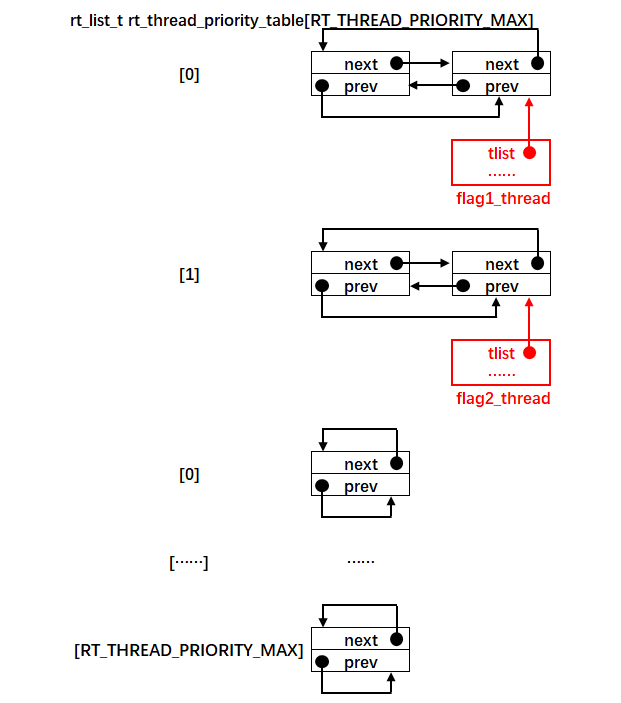 rt_list_t rt_thread_priority_table[RT_THREAD_PRIORITY_MAX]
[0]
next next
prev prev
tlist
······
flag1_thread
[1]
next next
prev prev
tlist
······
flag2_thread
[0]
next
prev
[······] ······
[RT_THREAD_PRIORITY_MAX]
next
prev